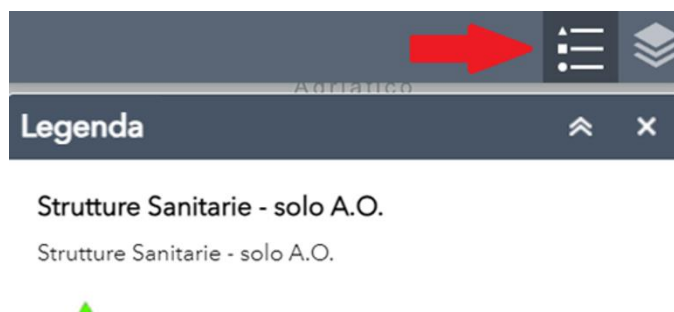 Adriatico
Legenda
Strutture Sanitarie - solo A.O.
Strutture Sanitarie - solo A.O.